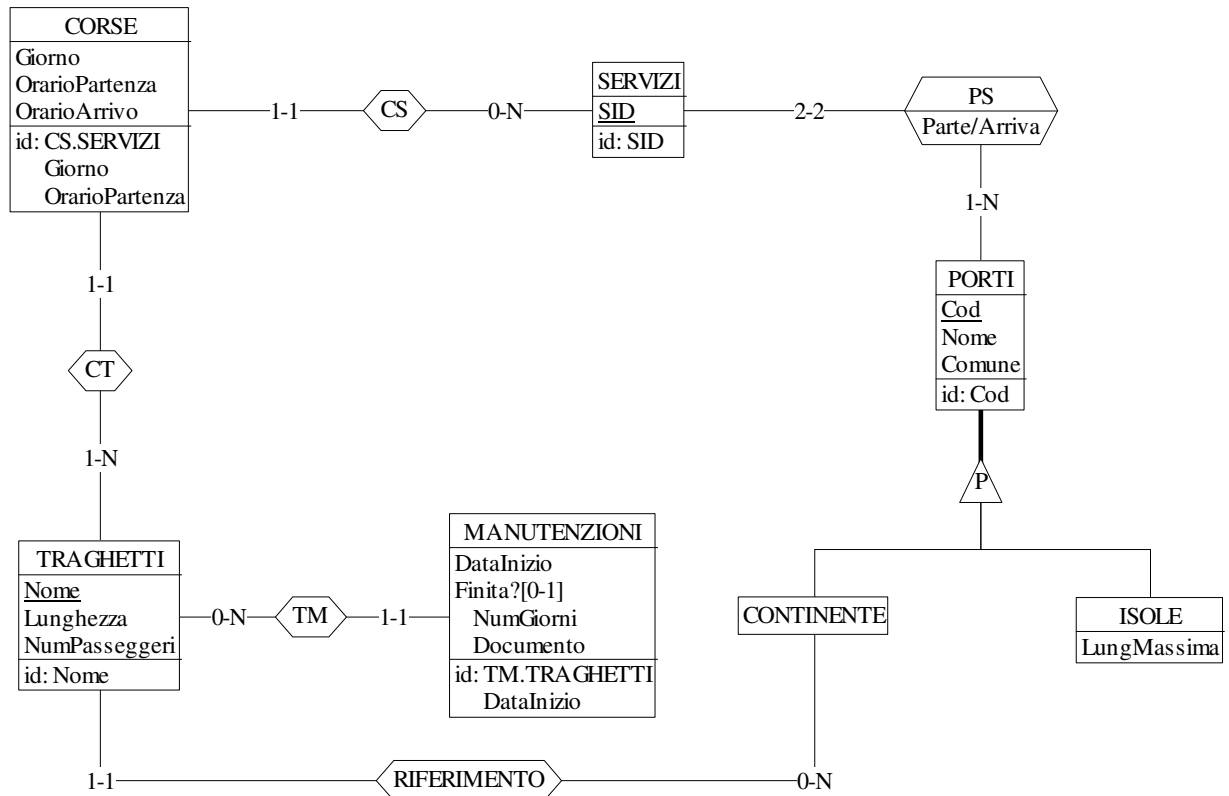 CORSE
Giorno
OrarioPartenza
OrarioArrivo
id: CS.SERVIZI
Giorno
OrarioPartenza
1-1
CS
0-N
SERVIZI
SID
id: SID
2-2
PS
Parte/Arriva
1-N
PORTI
Cod
Nome
Comune
id: Cod
P
1-1
CT
1-N
TRAGHETTI
Nome
Lunghezza
NumPasseggeri
id: Nome
0-N
TM
1-1
MANUTENZIONI
DataInizio
Finita?[0-1]
NumGiorni
Documento
id: TM.TRAGHETTI
DataInizio
CONTINENTE
ISOLE
LungMassima
1-1
RIFERIMENTO
0-N